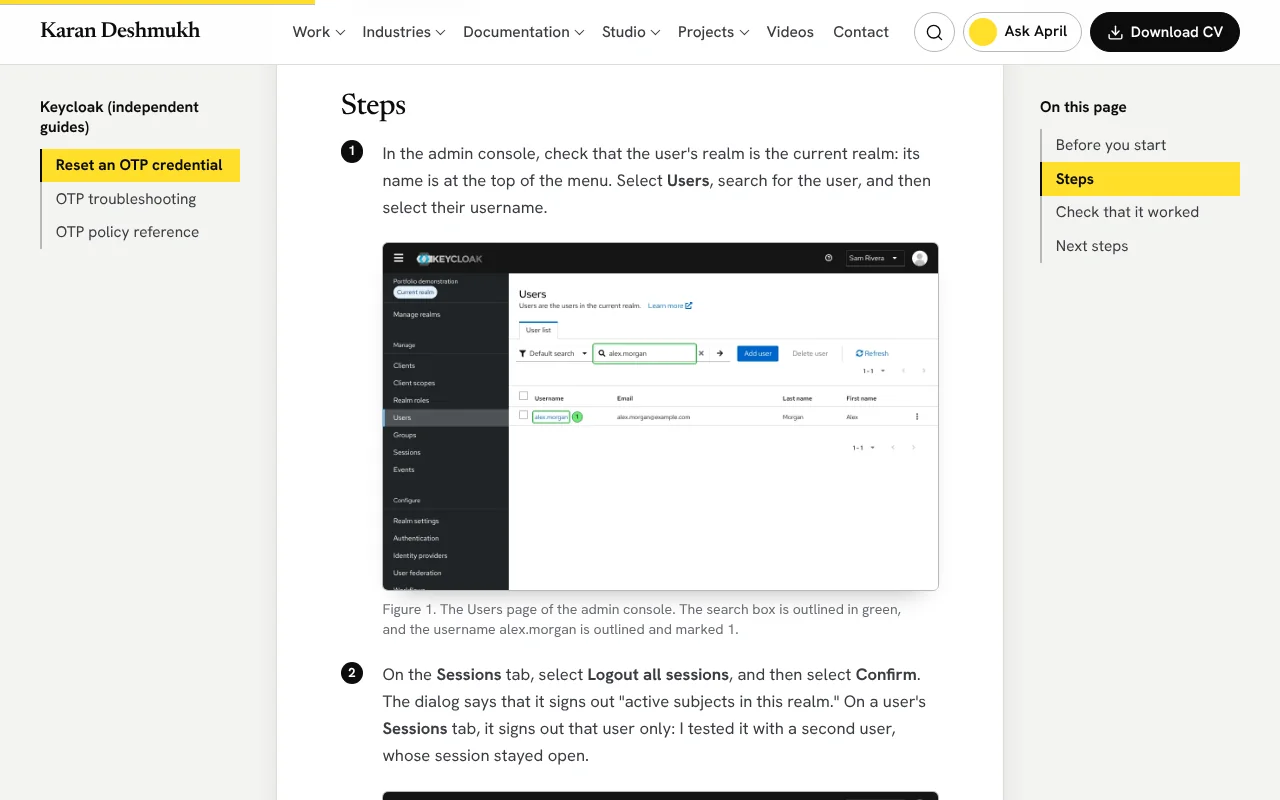 Karan Deshmukh
Work
Industries
Documentation
Studio
Projects
Videos
Contact
Ask April
Download CV
Keycloak (independent
guides)
Reset an OTP credential
OTP troubleshooting
OTP policy reference
Steps
1
In the admin console, check that the user's realm is the current realm: its
name is at the top of the menu. Select Users, search for the user, and then
select their username.
KEYCLOAK
Sam Rivera
Portfolio demonstration
Current realm
Manage realms
Manage
Clients
Client scopes
Realm roles
Users
Groups
Sessions
Events
Configure
Realm settings
Authentication
Identity providers
User federation
Users
Users are the users in the current realm. Learn more
User list
Default search
alex.morgan
Add user
Delete user
Refresh
1-1
Username
Email
Last name
First name
alex.morgan
1
alex.morgan@example.com
Morgan
Alex
1-1
Figure 1. The Users page of the admin console. The search box is outlined in green,
and the username alex.morgan is outlined and marked 1.
2
On the Sessions tab, select Logout all sessions, and then select Confirm.
The dialog says that it signs out "active subjects in this realm." On a user's
Sessions tab, it signs out that user only: I tested it with a second user,
whose session stayed open.
On this page
Before you start
Steps
Check that it worked
Next steps